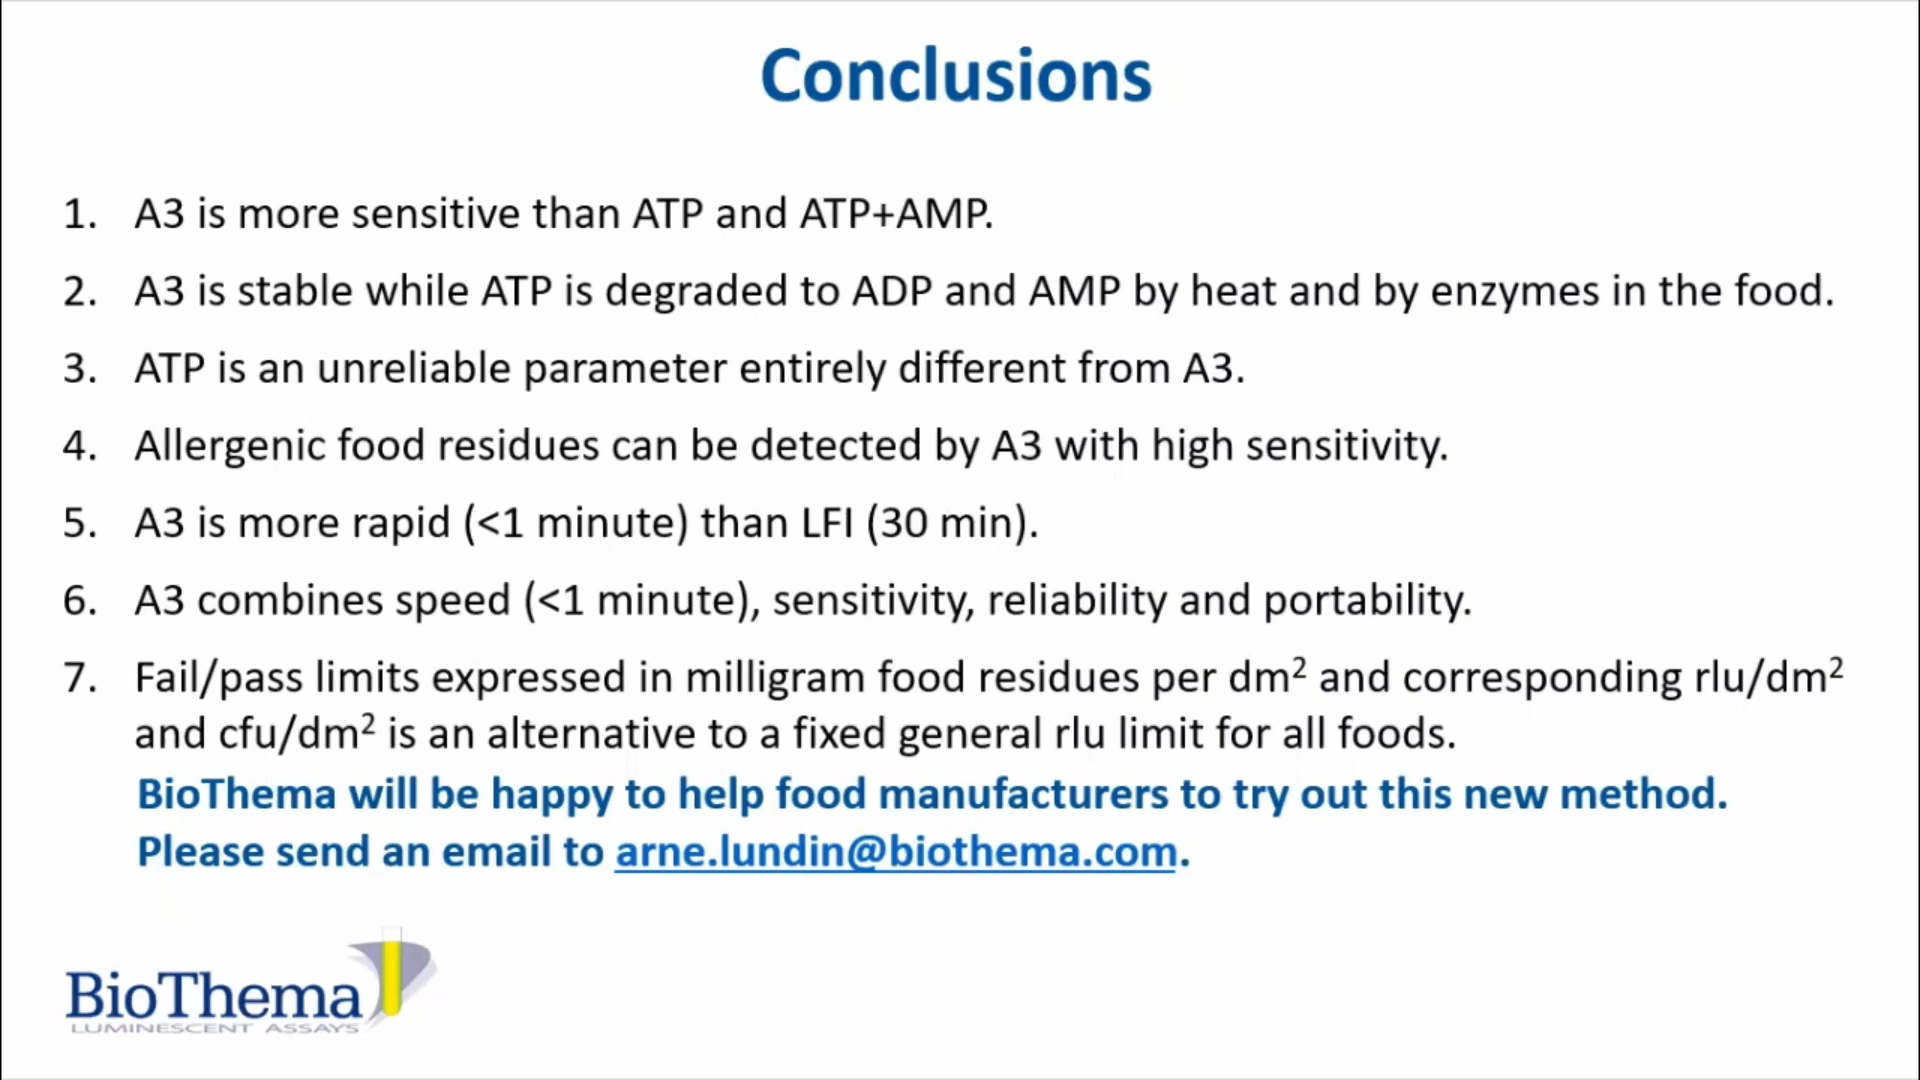 Conclusions
1. A3 is more sensitive than ATP and ATP+AMP.
2. A3 is stable while ATP is degraded to ADP and AMP by heat and by enzymes in the food.
3. ATP is an unreliable parameter entirely different from A3.
4. Allergenic food residues can be detected by A3 with high sensitivity.
5. A3 is more rapid (<1 minute) than LFI (30 min).
6. A3 combines speed (<1 minute), sensitivity, reliability and portability.
7. Fail/pass limits expressed in milligram food residues per dm² and corresponding rlu/dm²
and cfu/dm² is an alternative to a fixed general rlu limit for all foods.
BioThema will be happy to help food manufacturers to try out this new method.
Please send an email to arne.lundin@biothema.com.
BioThema
LUMINESCENT ASSAYS